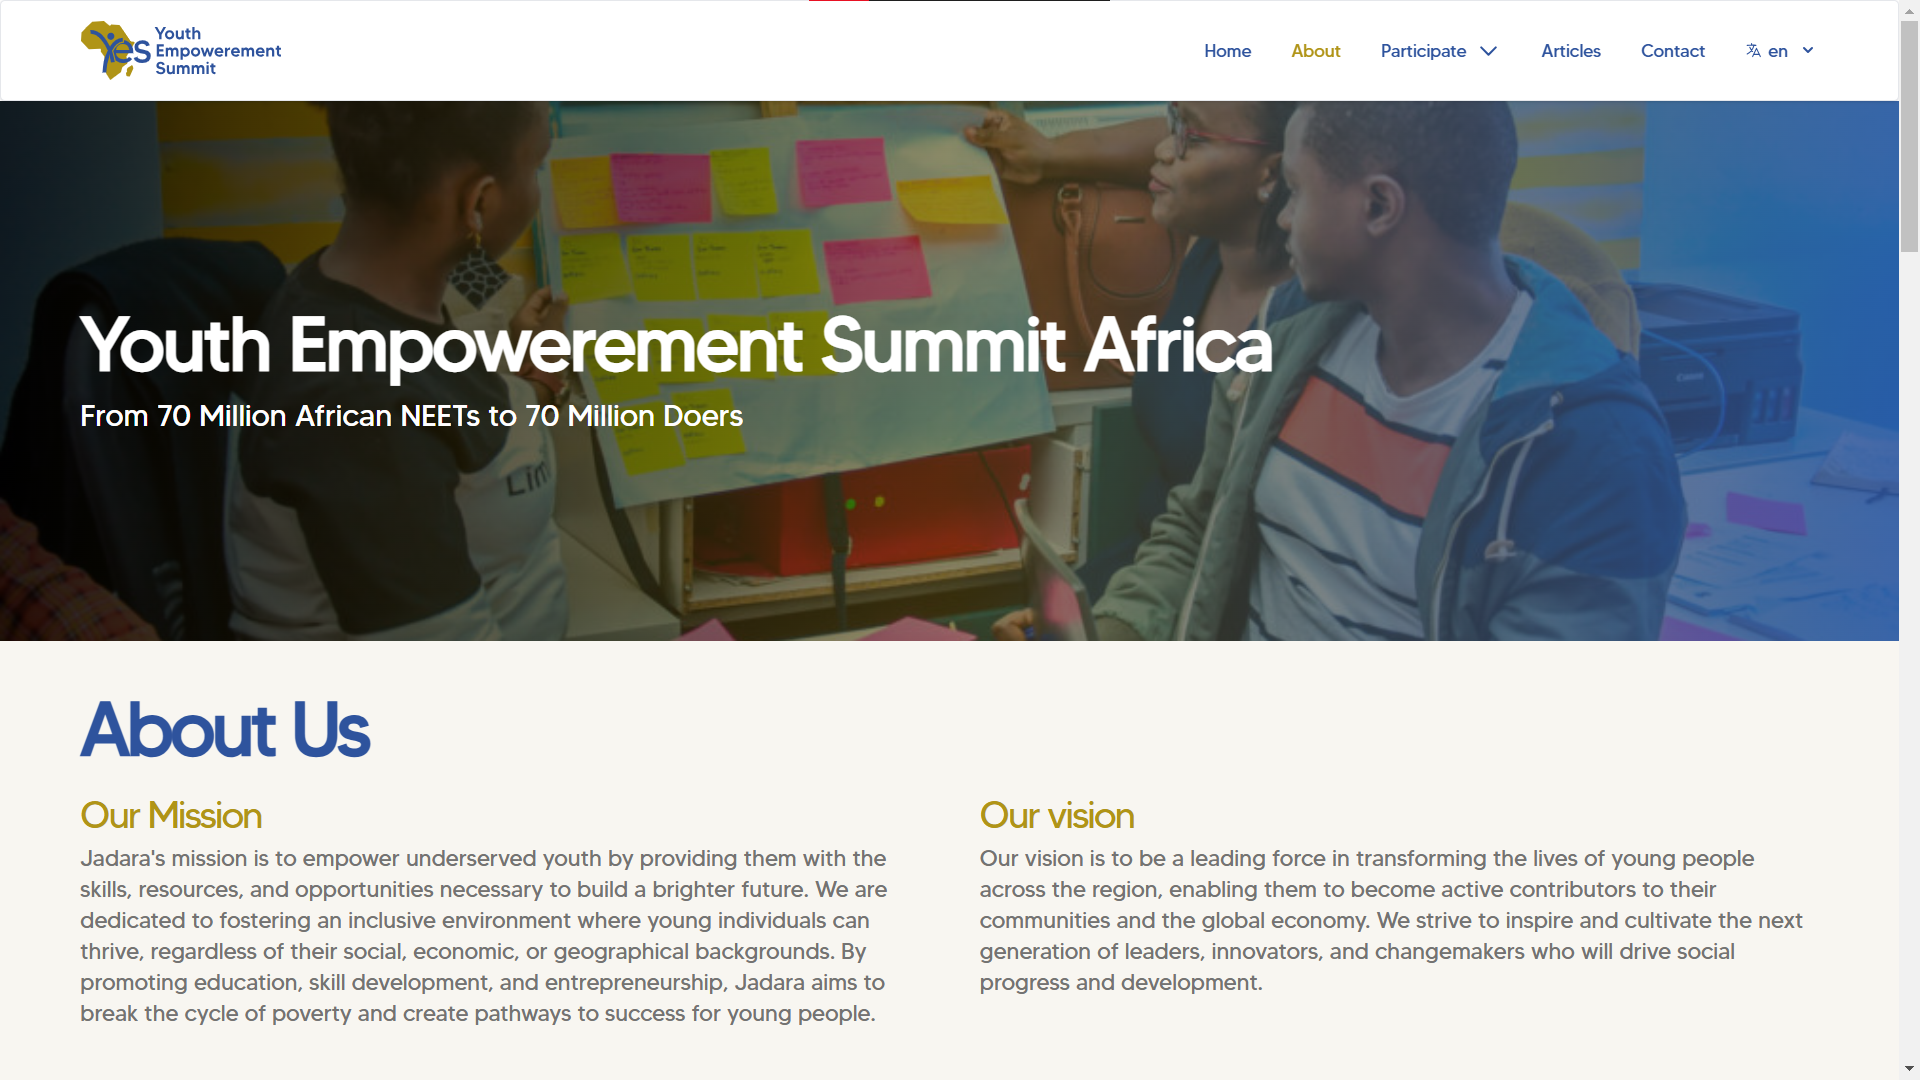 Yes Youth
Empowerement
Summit
Home About Participate Articles Contact en
Youth Empowerement Summit Africa
From 70 Million African NEETs to 70 Million Doers
Canon
About Us
Our Mission
Jadara's mission is to empower underserved youth by providing them with the
skills, resources, and opportunities necessary to build a brighter future. We are
dedicated to fostering an inclusive environment where young individuals can
thrive, regardless of their social, economic, or geographical backgrounds. By
promoting education, skill development, and entrepreneurship, Jadara aims to
break the cycle of poverty and create pathways to success for young people.
Our vision
Our vision is to be a leading force in transforming the lives of young people
across the region, enabling them to become active contributors to their
communities and the global economy. We strive to inspire and cultivate the next
generation of leaders, innovators, and changemakers who will drive social
progress and development.